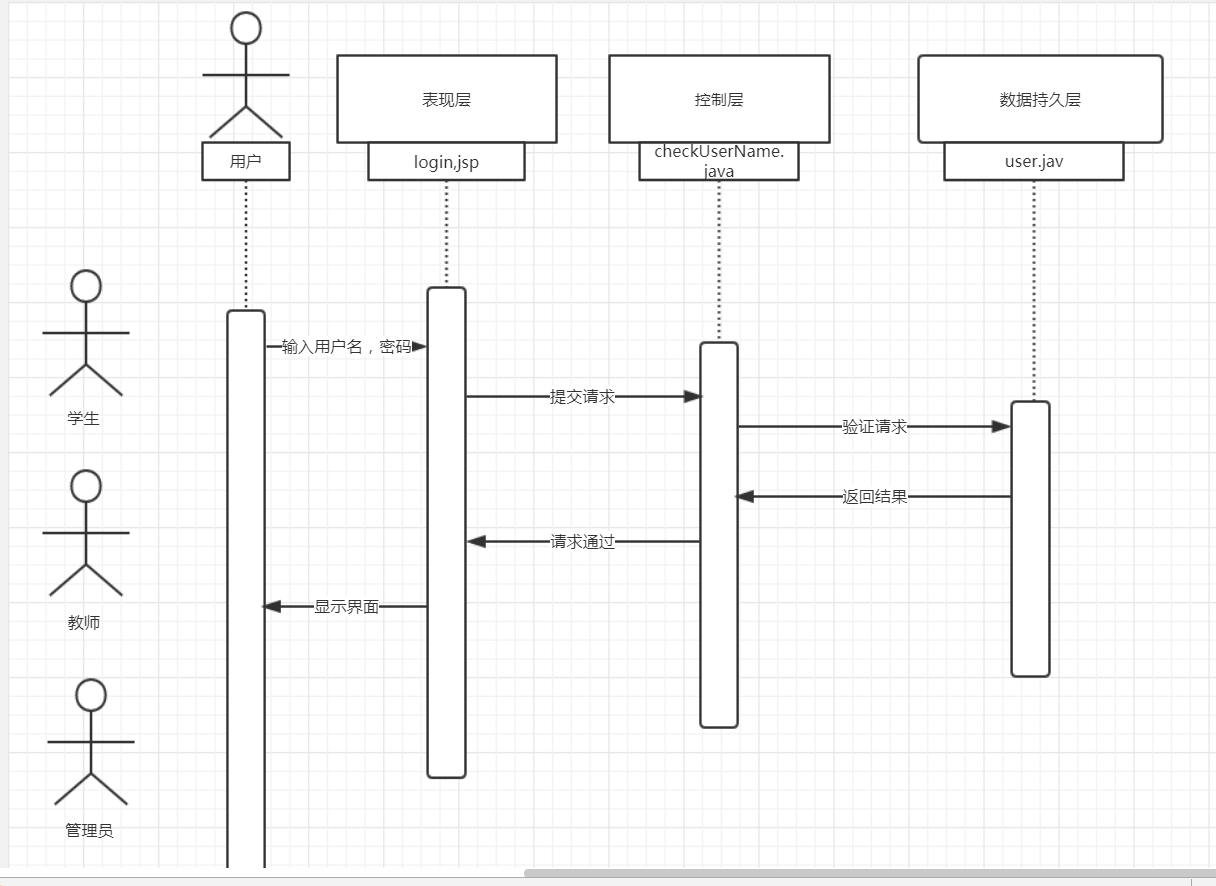 表现层
控制层
数据持久层
用户
login,jsp
checkUserName.
java
user.jav
输入用户名，密码
提交请求
学生
验证请求
返回结果
请求通过
显示界面
教师
管理员